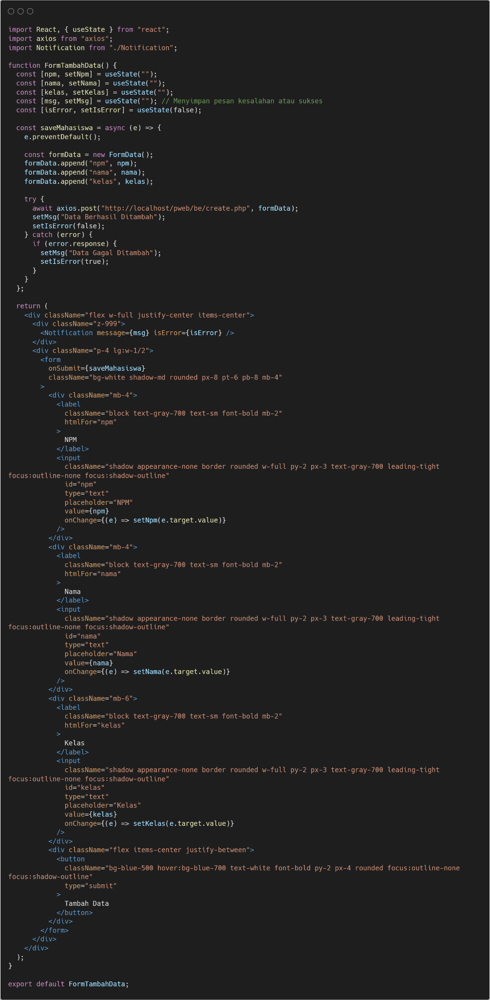 import React, { useState } from "react";
import axios from "axios";
import Notification from "./Notification";

function FormTambahData() {
  const [npm, setNpm] = useState("");
  const [nama, setNama] = useState("");
  const [kelas, setKelas] = useState("");
  const [msg, setMsg] = useState(""); // Menyimpan pesan kesalahan atau sukses
  const [isError, setIsError] = useState(false);

  const saveMahasiswa = async (e) => {
    e.preventDefault();

    const formData = new FormData();
    formData.append("npm", npm);
    formData.append("nama", nama);
    formData.append("kelas", kelas);

    try {
      await axios.post("http://localhost/pweb/be/create.php", formData);
      setMsg("Data Berhasil Ditambah");
      setIsError(false);
    } catch (error) {
      if (error.response) {
        setMsg("Data Gagal Ditambah");
        setIsError(true);
      }
    }
  };

  return (
    <div className="flex w-full justify-center items-center">
      <div className="z-999">
        <Notification message={msg} isError={isError} />
      </div>
      <div className="p-4 lg:w-1/2">
        <form
          onSubmit={saveMahasiswa}
          className="bg-white shadow-md rounded px-8 pt-6 pb-8 mb-4"
        >
          <div className="mb-4">
            <label
              className="block text-gray-700 text-sm font-bold mb-2"
              htmlFor="npm"
            >
              NPM
            </label>
            <input
              className="shadow appearance-none border rounded w-full py-2 px-3 text-gray-700 leading-tight
focus:outline-none focus:shadow-outline"
              id="npm"
              type="text"
              placeholder="NPM"
              value={npm}
              onChange={(e) => setNpm(e.target.value)}
            />
          </div>
          <div className="mb-4">
            <label
              className="block text-gray-700 text-sm font-bold mb-2"
              htmlFor="nama"
            >
              Nama
            </label>
            <input
              className="shadow appearance-none border rounded w-full py-2 px-3 text-gray-700 leading-tight
focus:outline-none focus:shadow-outline"
              id="nama"
              type="text"
              placeholder="Nama"
              value={nama}
              onChange={(e) => setNama(e.target.value)}
            />
          </div>
          <div className="mb-6">
            <label
              className="block text-gray-700 text-sm font-bold mb-2"
              htmlFor="kelas"
            >
              Kelas
            </label>
            <input
              className="shadow appearance-none border rounded w-full py-2 px-3 text-gray-700 leading-tight
focus:outline-none focus:shadow-outline"
              id="kelas"
              type="text"
              placeholder="Kelas"
              value={kelas}
              onChange={(e) => setKelas(e.target.value)}
            />
          </div>
          <div className="flex items-center justify-between">
            <button
              className="bg-blue-500 hover:bg-blue-700 text-white font-bold py-2 px-4 rounded focus:outline-none
focus:shadow-outline"
              type="submit"
            >
              Tambah Data
            </button>
          </div>
        </form>
      </div>
    </div>
  );
}

export default FormTambahData;